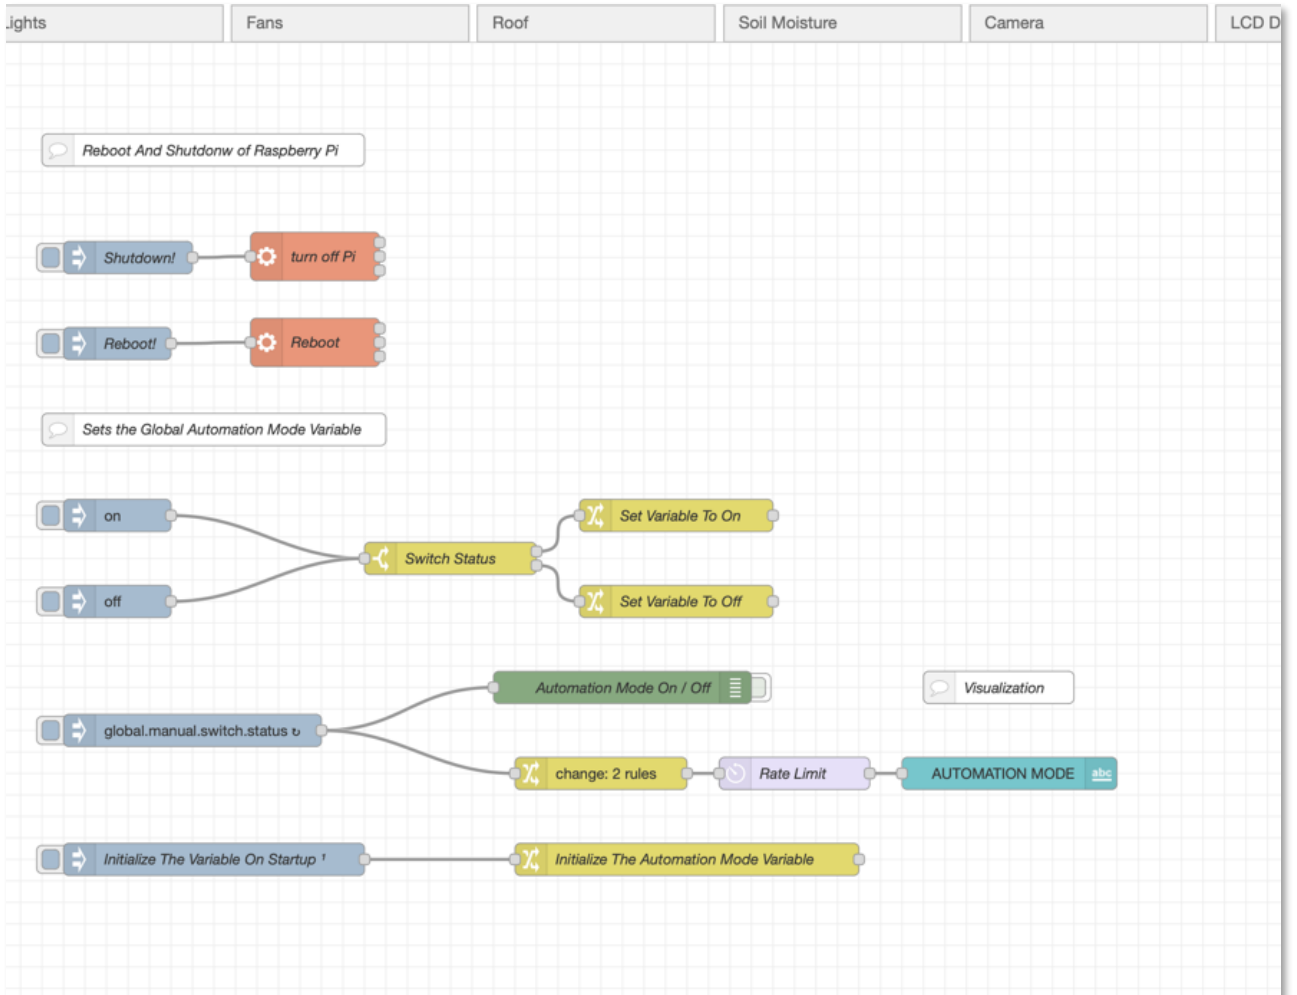 Lights
Fans
Roof
Soil Moisture
Camera
LCD D
Reboot And Shutdonw of Raspberry Pi
Shutdown!
turn off Pi
Reboot!
Reboot
Sets the Global Automation Mode Variable
on
Set Variable To On
Switch Status
off
Set Variable To Off
Automation Mode On / Off
Visualization
global.manual.switch.status ↻
change: 2 rules
Rate Limit
AUTOMATION MODE
abc
Initialize The Variable On Startup ¹
Initialize The Automation Mode Variable